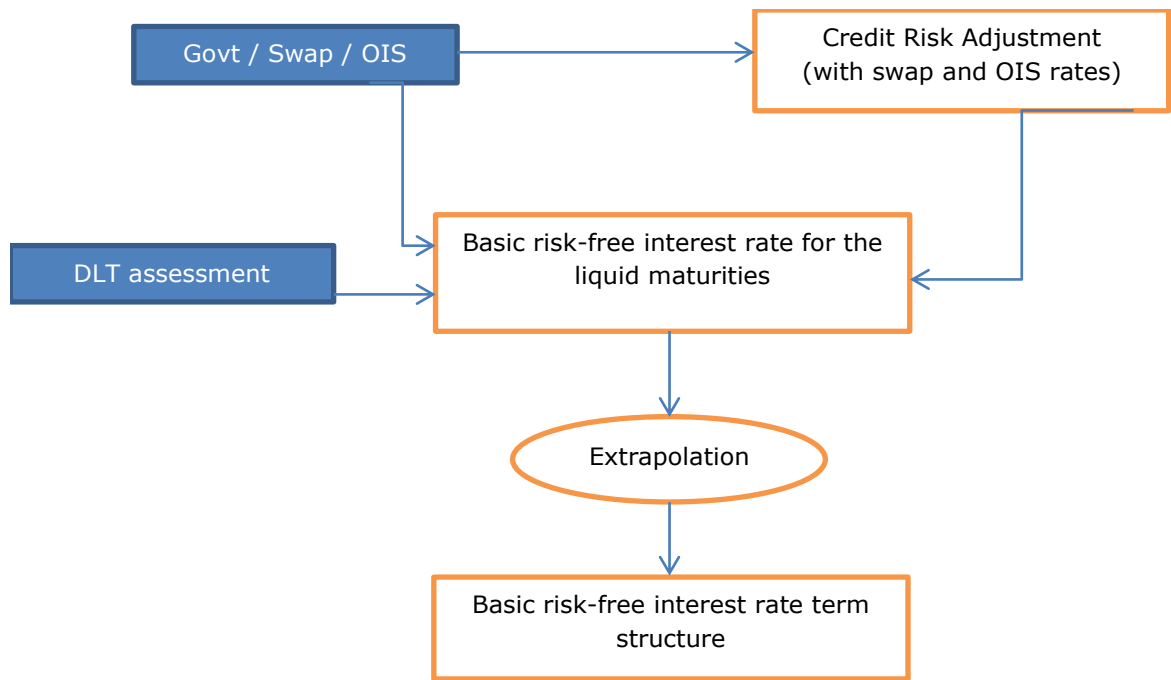 Govt / Swap / OIS
Credit Risk Adjustment
(with swap and OIS rates)
Basic risk-free interest rate for the
liquid maturities
DLT assessment
Extrapolation
Basic risk-free interest rate term
structure